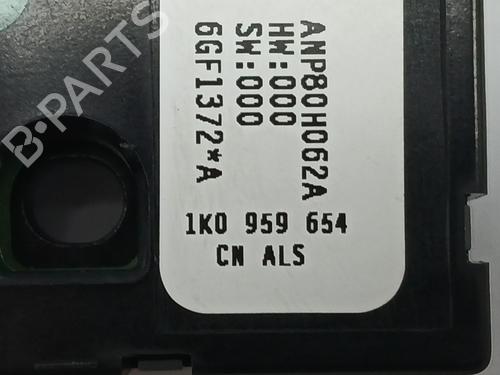 ANP80H062A
HW:000
SW:000
6GF1372*A
1K0 959 654
CN ALS
B-PARTS